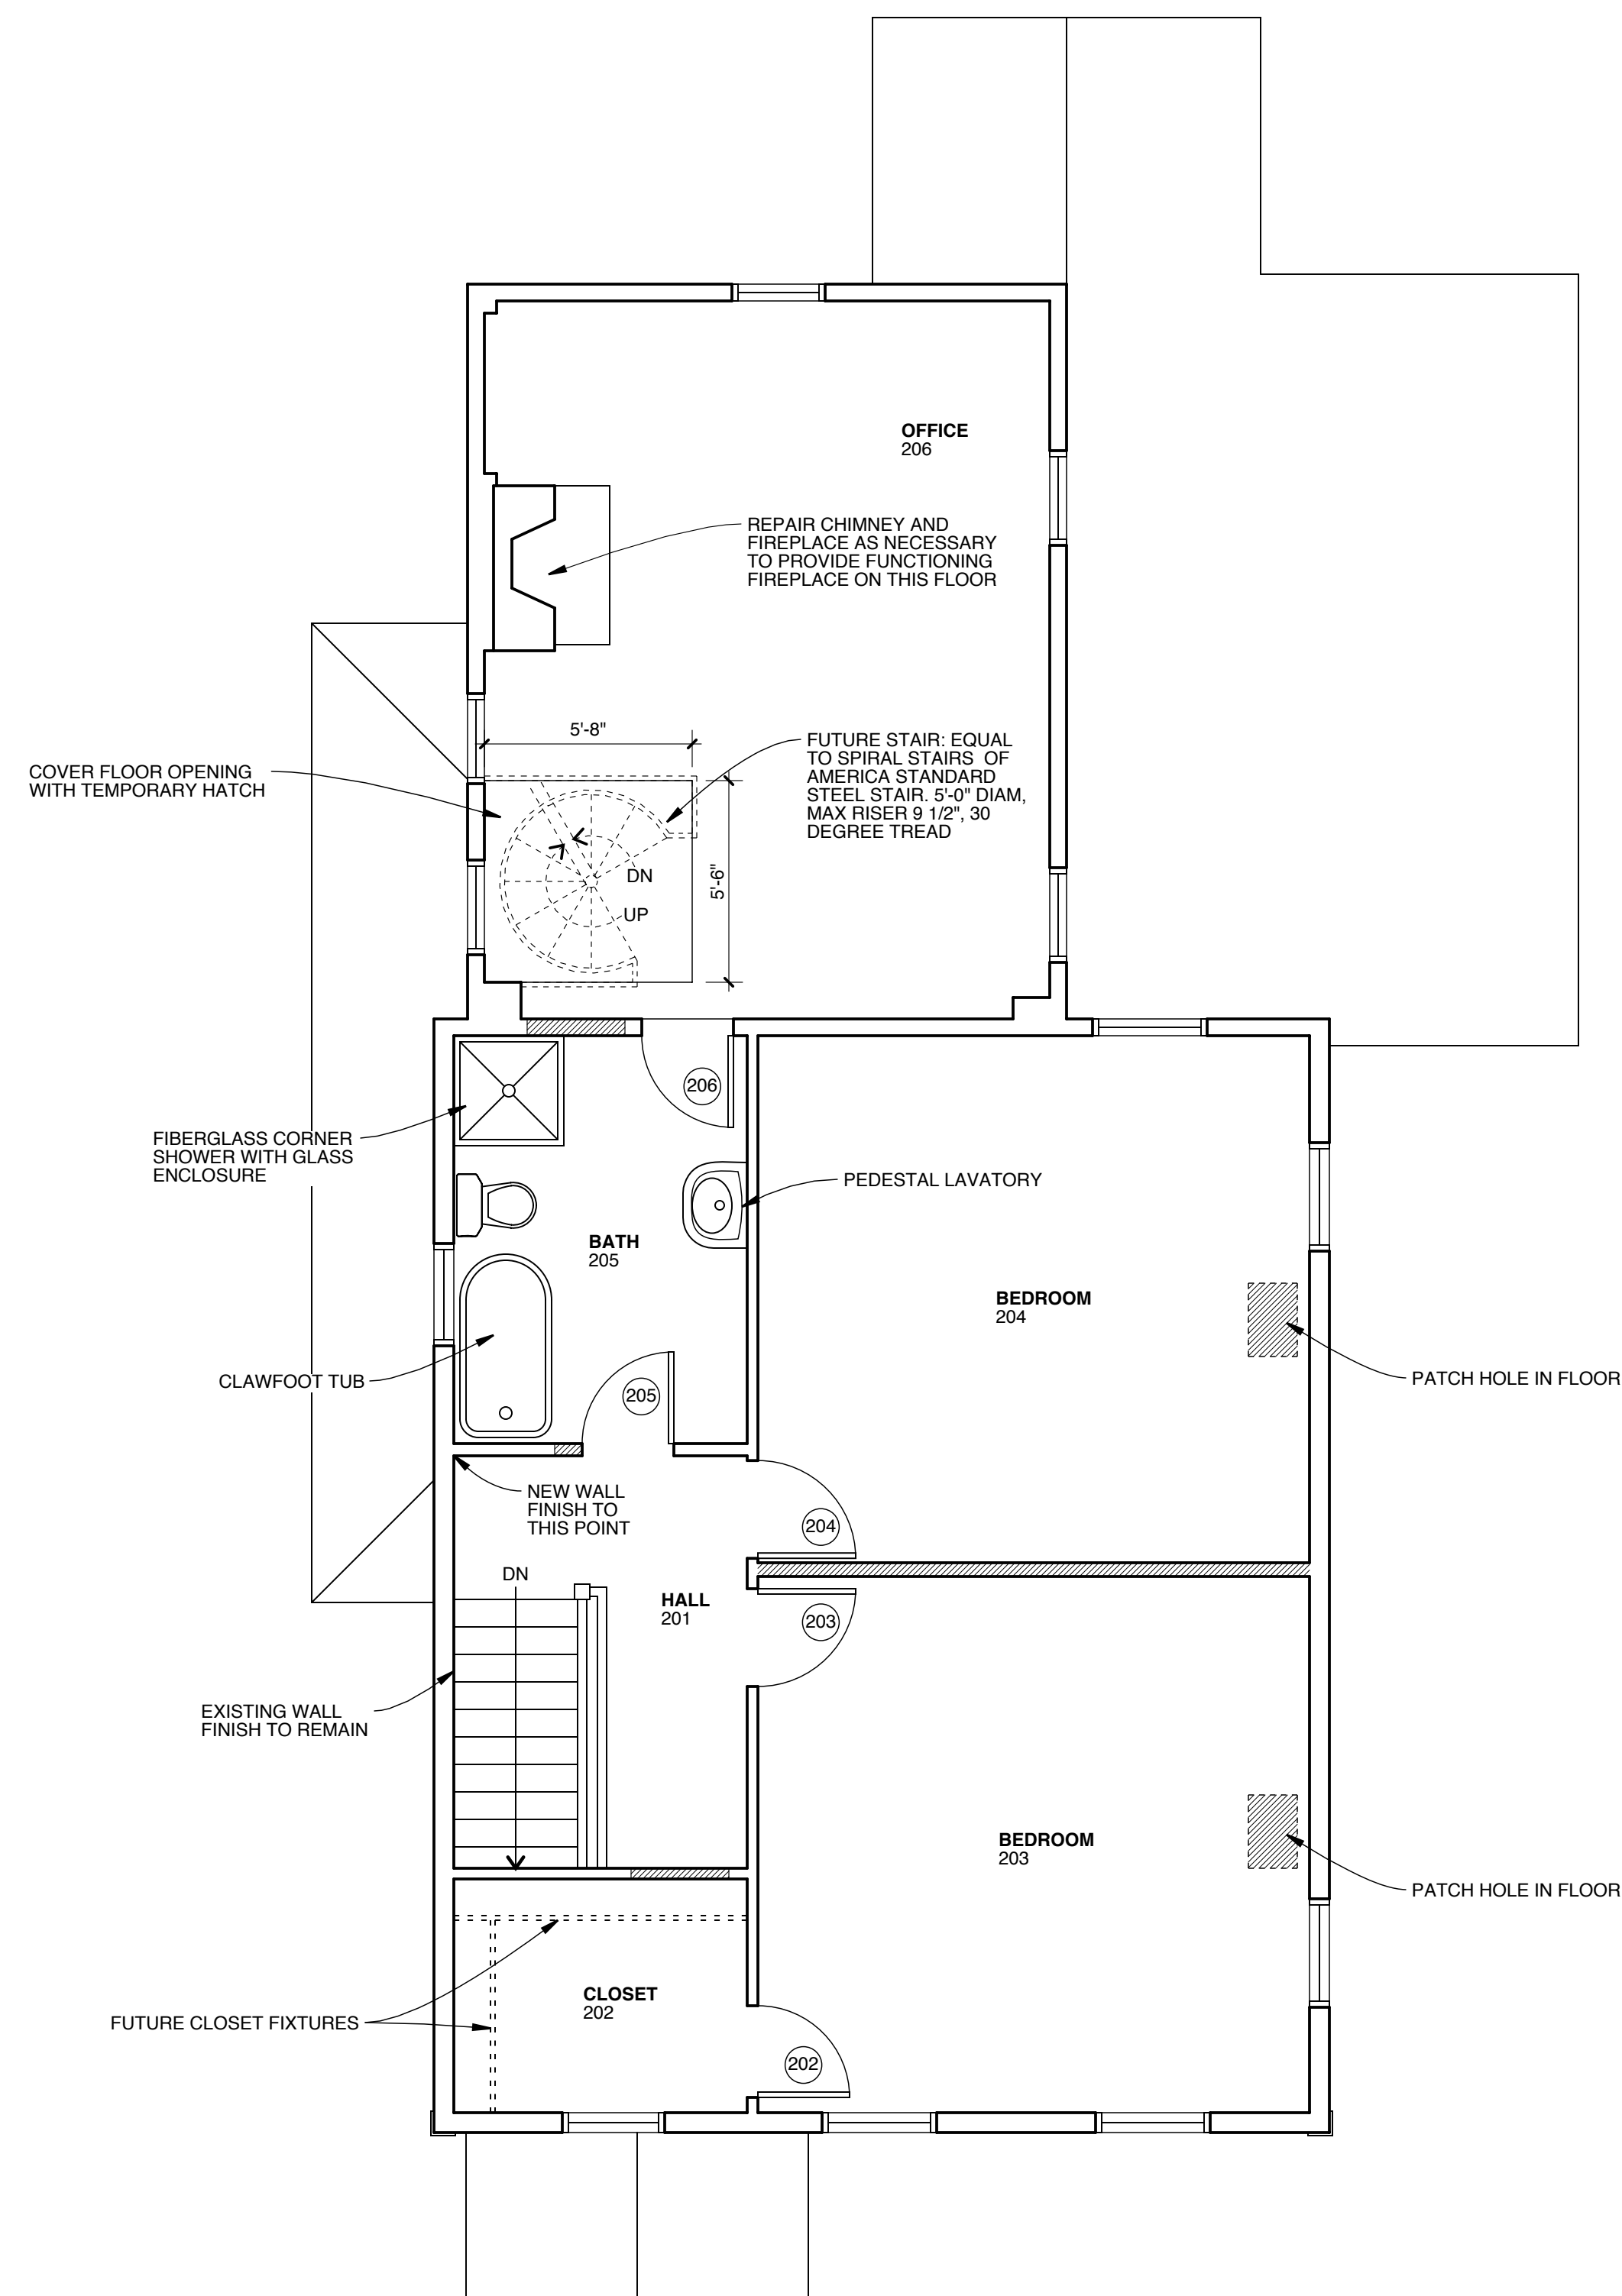 OFFICE
206
REPAIR CHIMNEY AND
FIREPLACE AS NECESSARY
TO PROVIDE FUNCTIONING
FIREPLACE ON THIS FLOOR
5'-8"
COVER FLOOR OPENING
WITH TEMPORARY HATCH
FUTURE STAIR: EQUAL
TO SPIRAL STAIRS OF
AMERICA STANDARD
STEEL STAIR. 5'-0" DIAM,
MAX RISER 9 1/2", 30
DEGREE TREAD
5'-6"
DN
UP
206
FIBERGLASS CORNER
SHOWER WITH GLASS
ENCLOSURE
PEDESTAL LAVATORY
BATH
205
BEDROOM
204
CLAWFOOT TUB
205
PATCH HOLE IN FLOOR
NEW WALL
FINISH TO
THIS POINT
204
DN
HALL
201
203
EXISTING WALL
FINISH TO REMAIN
BEDROOM
203
PATCH HOLE IN FLOOR
CLOSET
202
FUTURE CLOSET FIXTURES
202